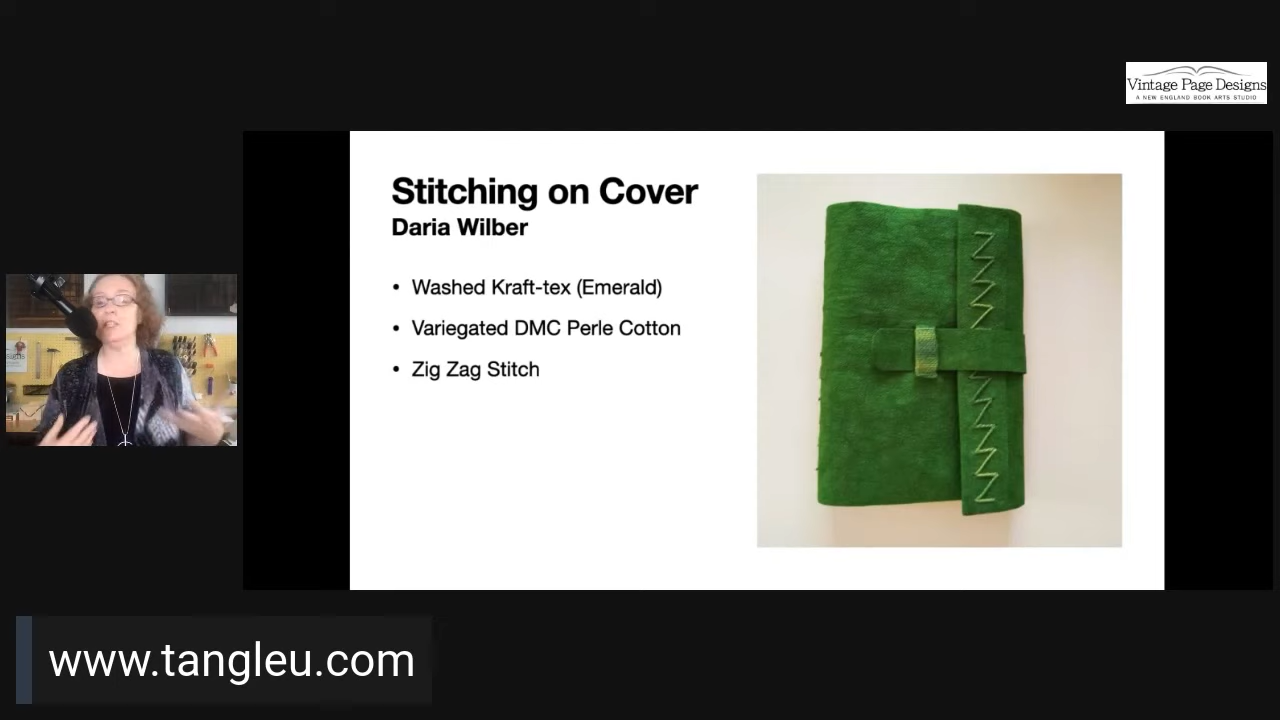 Vintage Page Designs
A NEW ENGLAND BOOK ARTS STUDIO
Stitching on Cover
Daria Wilber
• Washed Kraft-tex (Emerald)
• Variegated DMC Perle Cotton
• Zig Zag Stitch
www.tangleu.com